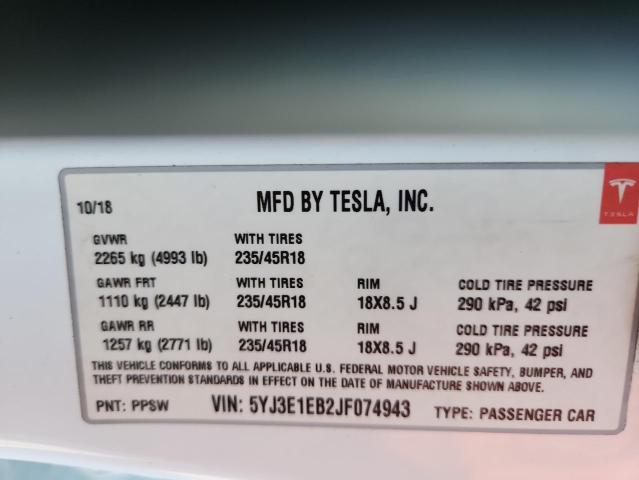 10/18 MFD BY TESLA, INC.
TESLA
GVWR WITH TIRES
2265 kg (4993 lb) 235/45R18
GAWR FRT WITH TIRES RIM COLD TIRE PRESSURE
1110 kg (2447 lb) 235/45R18 18X8.5 J 290 kPa, 42 psi
GAWR RR WITH TIRES RIM COLD TIRE PRESSURE
1257 kg (2771 lb) 235/45R18 18X8.5 J 290 kPa, 42 psi
THIS VEHICLE CONFORMS TO ALL APPLICABLE U.S. FEDERAL MOTOR VEHICLE SAFETY, BUMPER, AND
THEFT PREVENTION STANDARDS IN EFFECT ON THE DATE OF MANUFACTURE SHOWN ABOVE.
PNT: PPSW VIN: 5YJ3E1EB2JF074943 TYPE: PASSENGER CAR